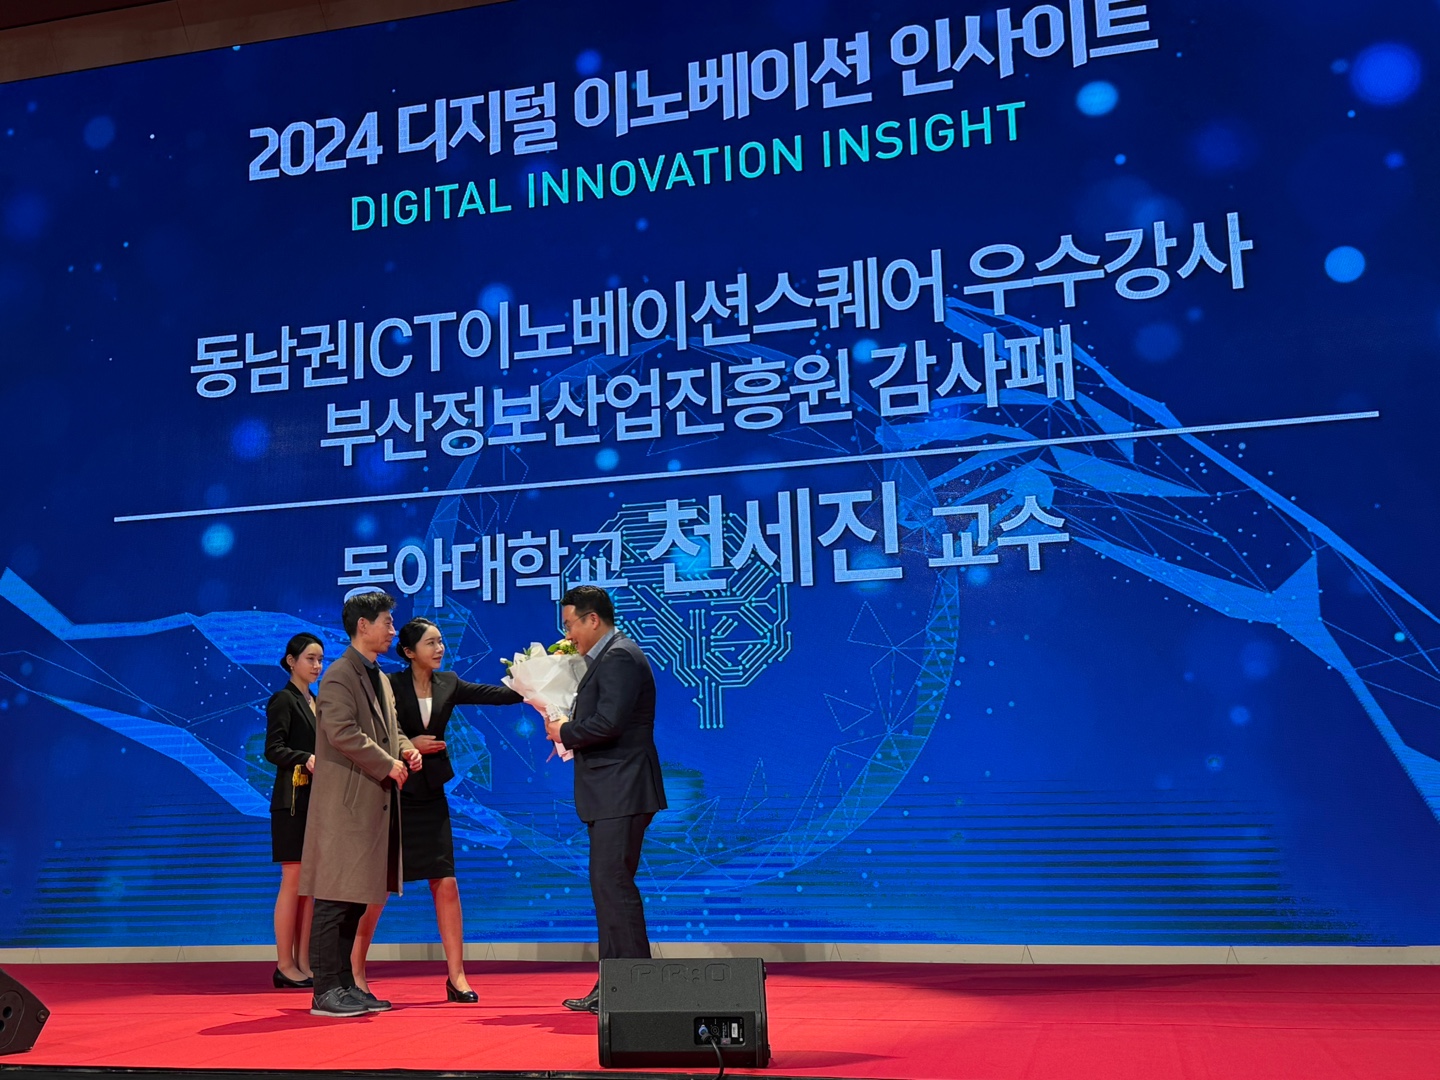 2024 디지털 이노베이션 인사이트
DIGITAL INNOVATION INSIGHT
동남권ICT이노베이션스퀘어 우수강사
부산정보산업진흥원 감사패
동아대학교 천세진 교수
PRO